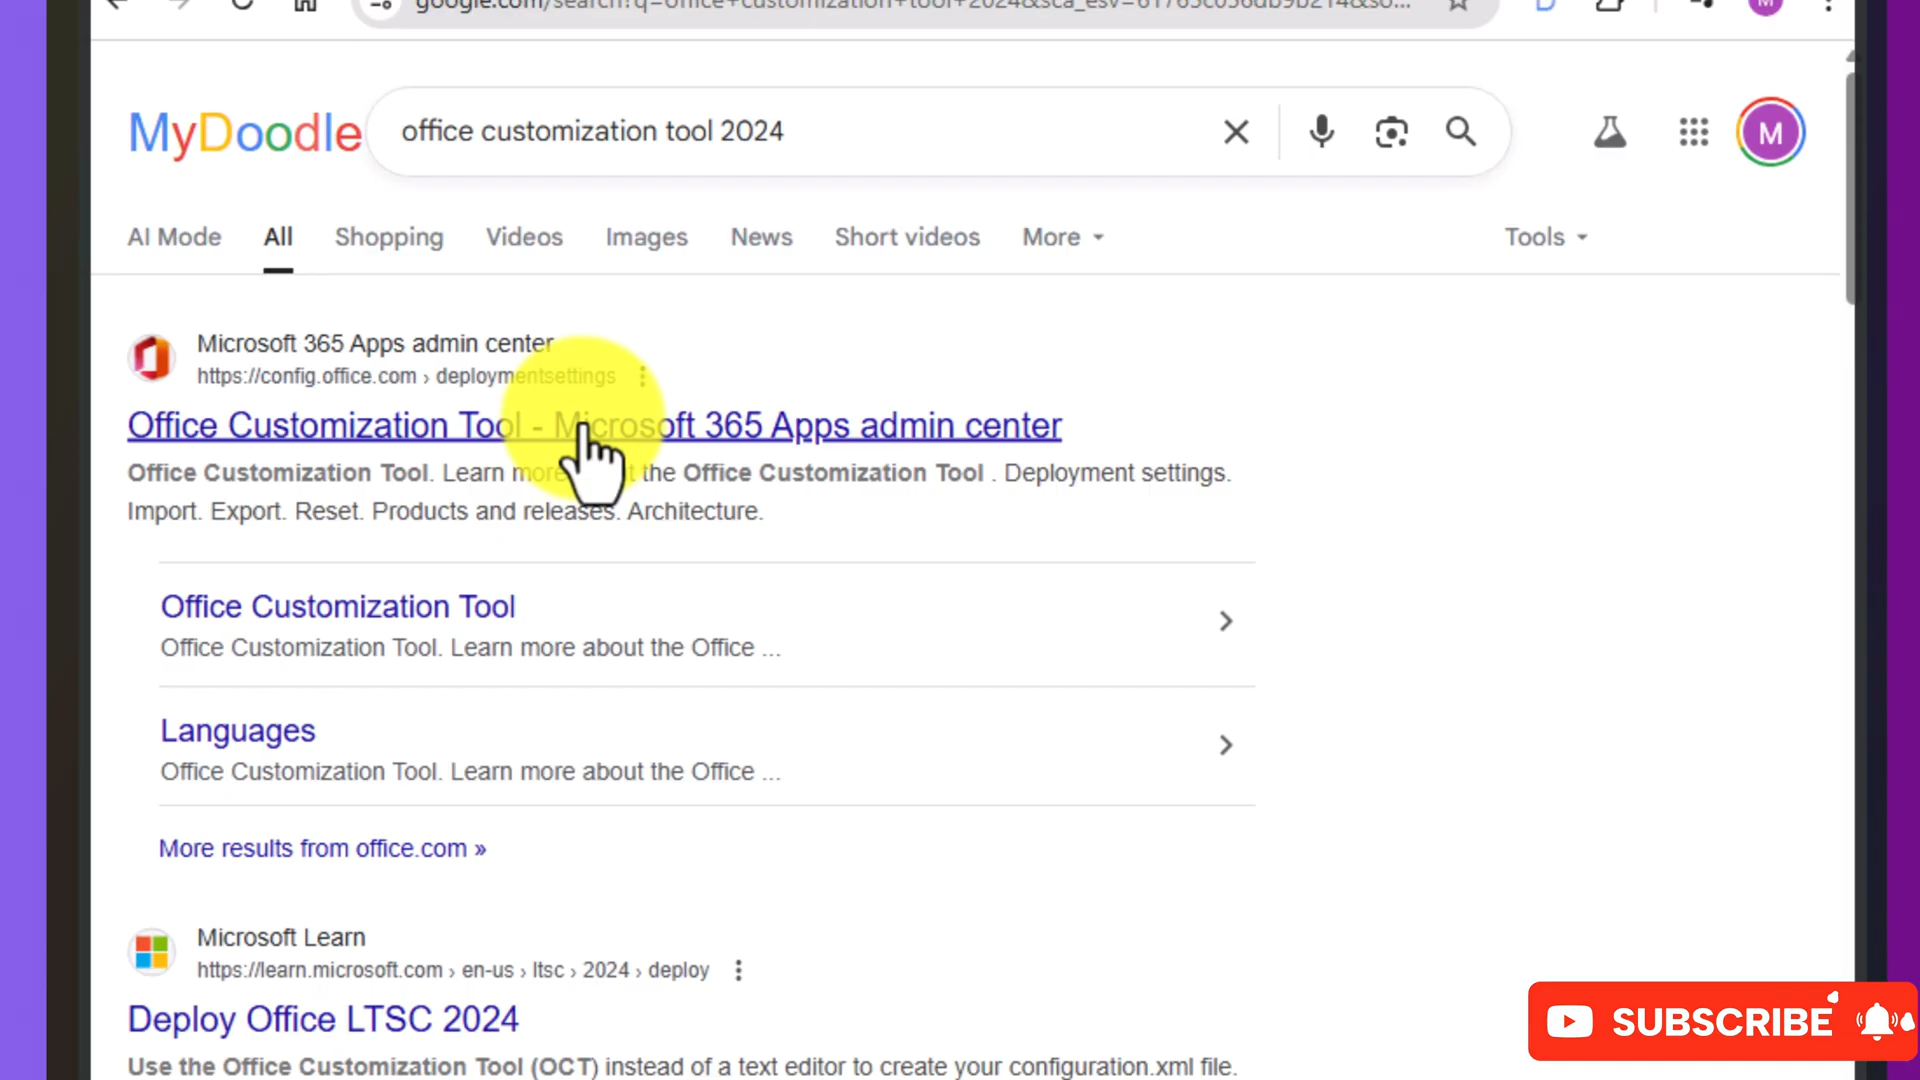 MyDoodle
office customization tool 2024
M
AI Mode
All
Shopping
Videos
Images
News
Short videos
More
Tools
Microsoft 365 Apps admin center
https://config.office.com › deploymentsettings
Office Customization Tool - Microsoft 365 Apps admin center
Office Customization Tool. Learn more the Office Customization Tool . Deployment settings.
Import. Export. Reset. Products and releases. Architecture.
Office Customization Tool
Office Customization Tool. Learn more about the Office ...
Languages
Office Customization Tool. Learn more about the Office ...
More results from office.com »
Microsoft Learn
https://learn.microsoft.com › en-us › ltsc › 2024 › deploy
Deploy Office LTSC 2024
Use the Office Customization Tool (OCT) instead of a text editor to create your configuration.xml file.
SUBSCRIBE